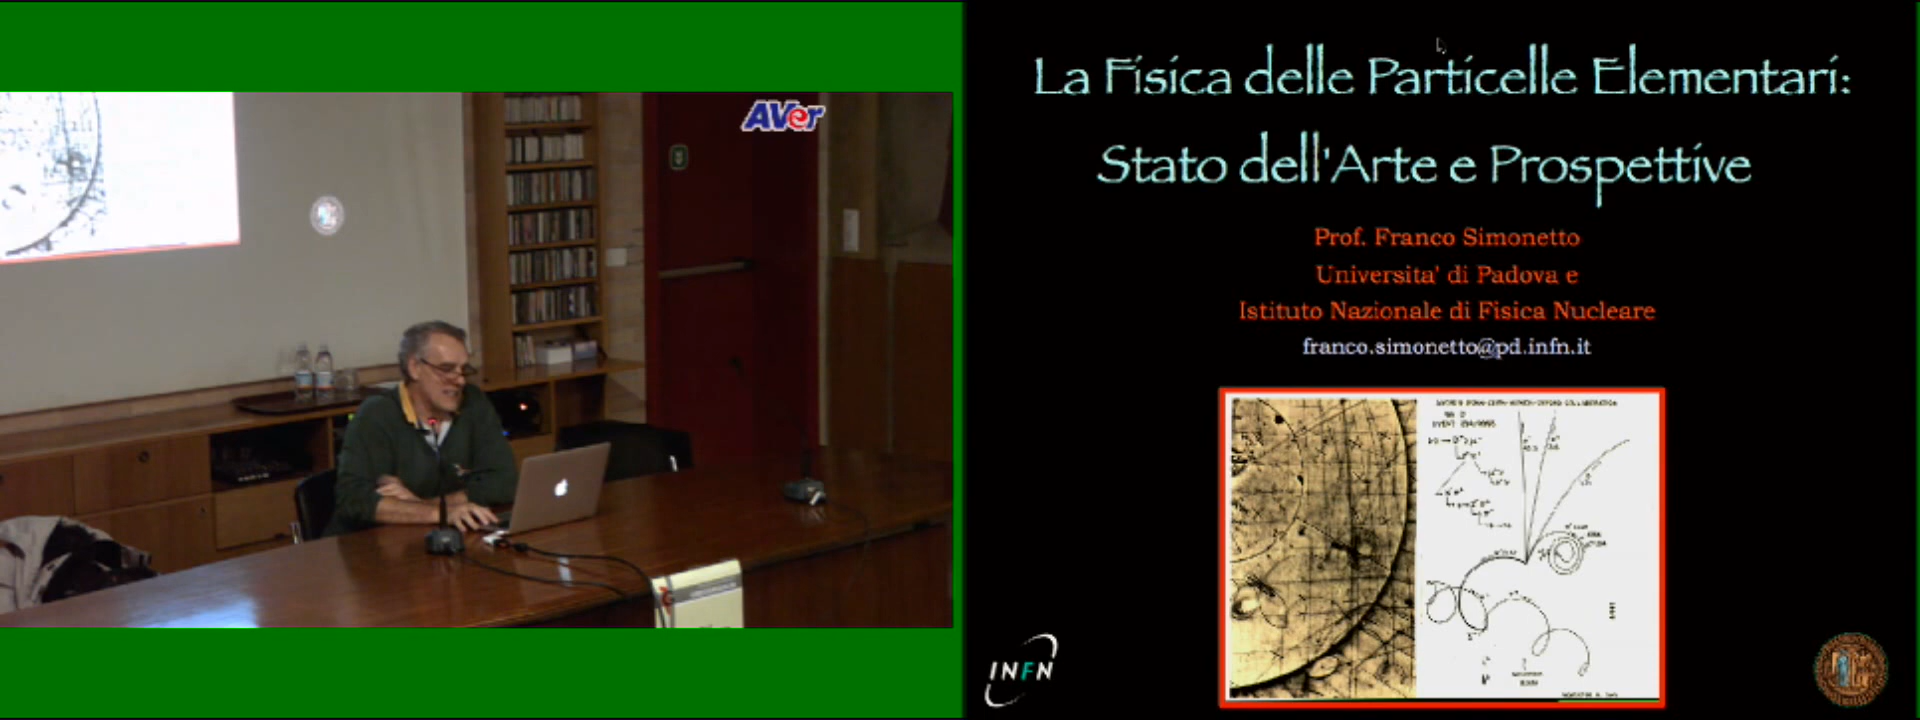 AVer
La Fisica delle Particelle Elementari:
Stato dell'Arte e Prospettive
Prof. Franco Simonetto
Universita' di Padova e
Istituto Nazionale di Fisica Nucleare
franco.simonetto@pd.infn.it
INFN